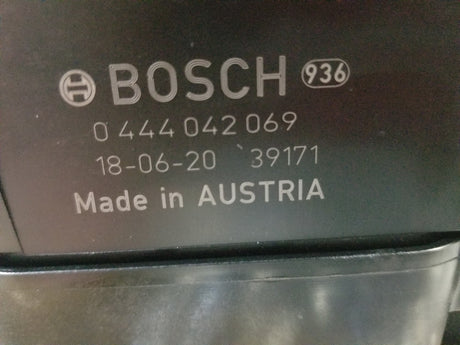 BOSCH 936
0 444 042 069
18-06-20 `39171
Made in AUSTRIA